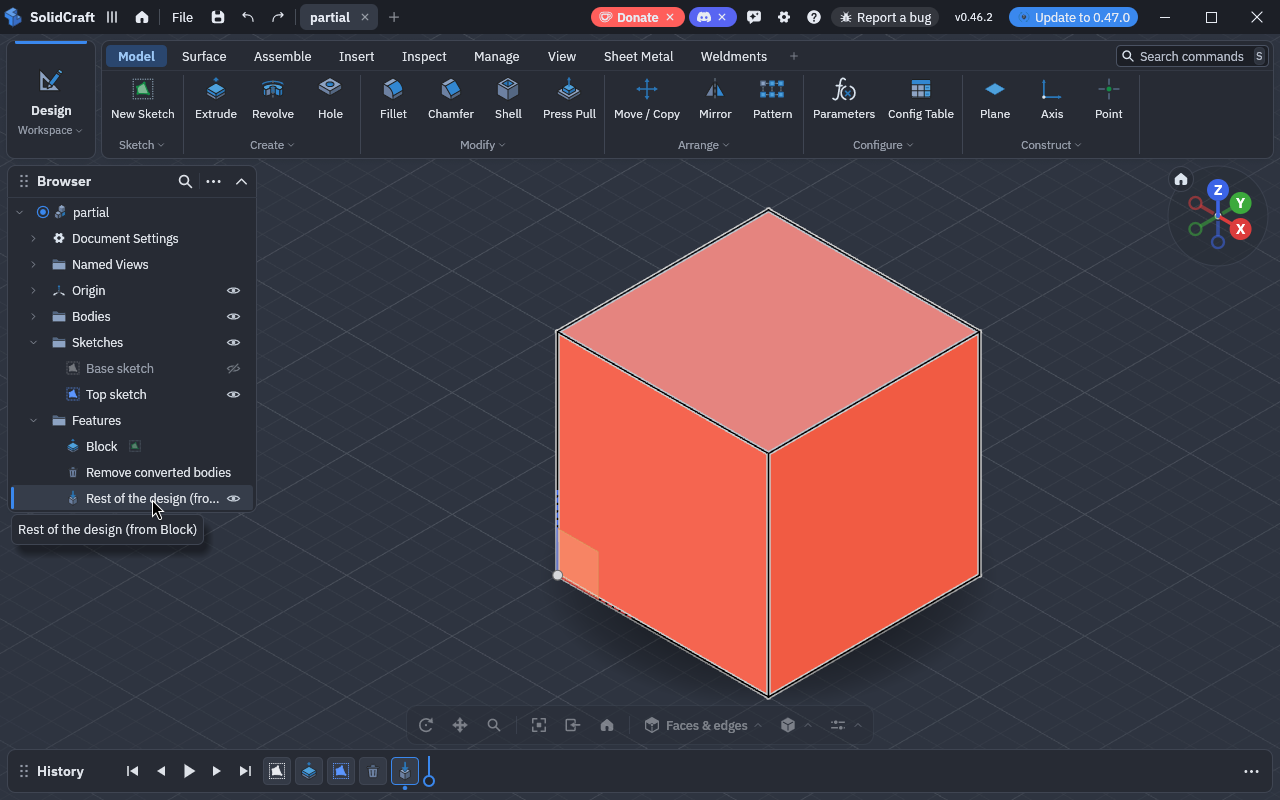 SolidCraft
File
partial
Donate
Report a bug
v0.46.2
Update to 0.47.0
Design
Workspace
Model
Surface
Assemble
Insert
Inspect
Manage
View
Sheet Metal
Weldments
Search commands
S
New Sketch
Extrude
Revolve
Hole
Fillet
Chamfer
Shell
Press Pull
Move / Copy
Mirror
Pattern
Parameters
Config Table
Plane
Axis
Point
Sketch
Create
Modify
Arrange
Configure
Construct
Browser
partial
Document Settings
Named Views
Origin
Bodies
Sketches
Base sketch
Top sketch
Features
Block
Remove converted bodies
Rest of the design (fro...
Rest of the design (from Block)
Z
Y
X
Faces & edges
History